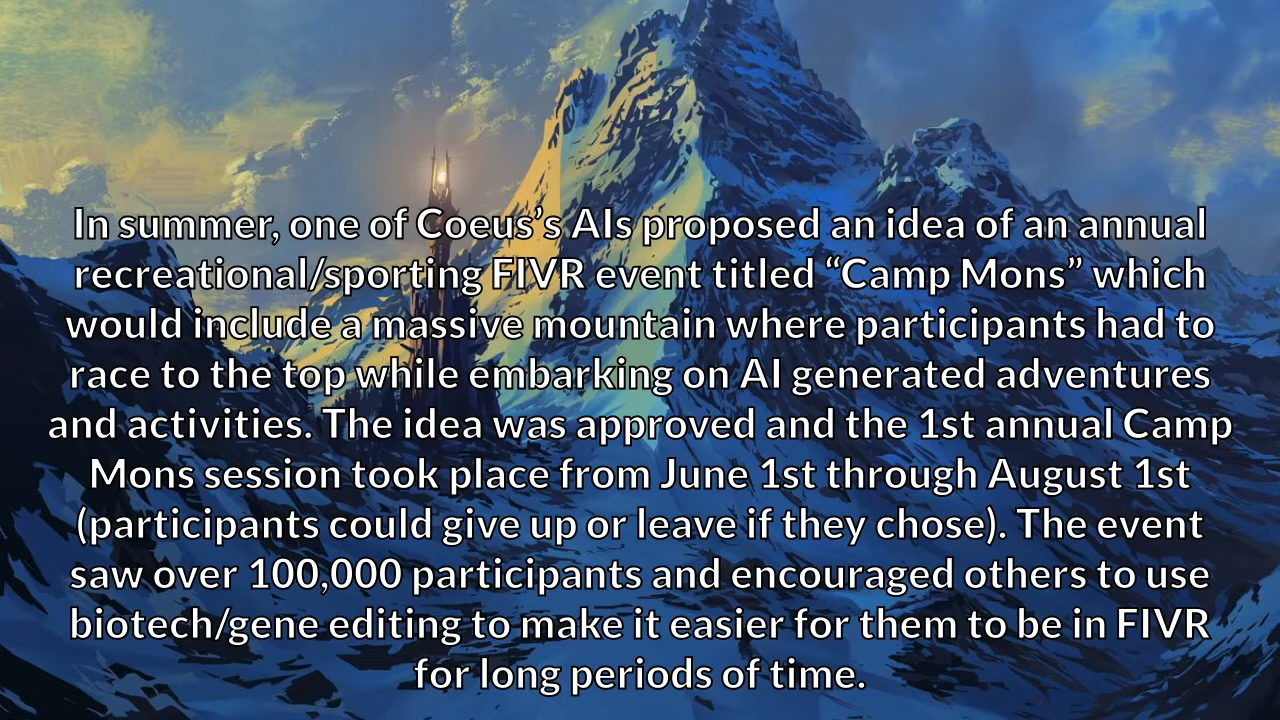 In summer, one of Coeus’s AIs proposed an idea of an annual
recreational/sporting FIVR event titled “Camp Mons” which
would include a massive mountain where participants had to
race to the top while embarking on AI generated adventures
and activities. The idea was approved and the 1st annual Camp
Mons session took place from June 1st through August 1st
(participants could give up or leave if they chose). The event
saw over 100,000 participants and encouraged others to use
biotech/gene editing to make it easier for them to be in FIVR
for long periods of time.